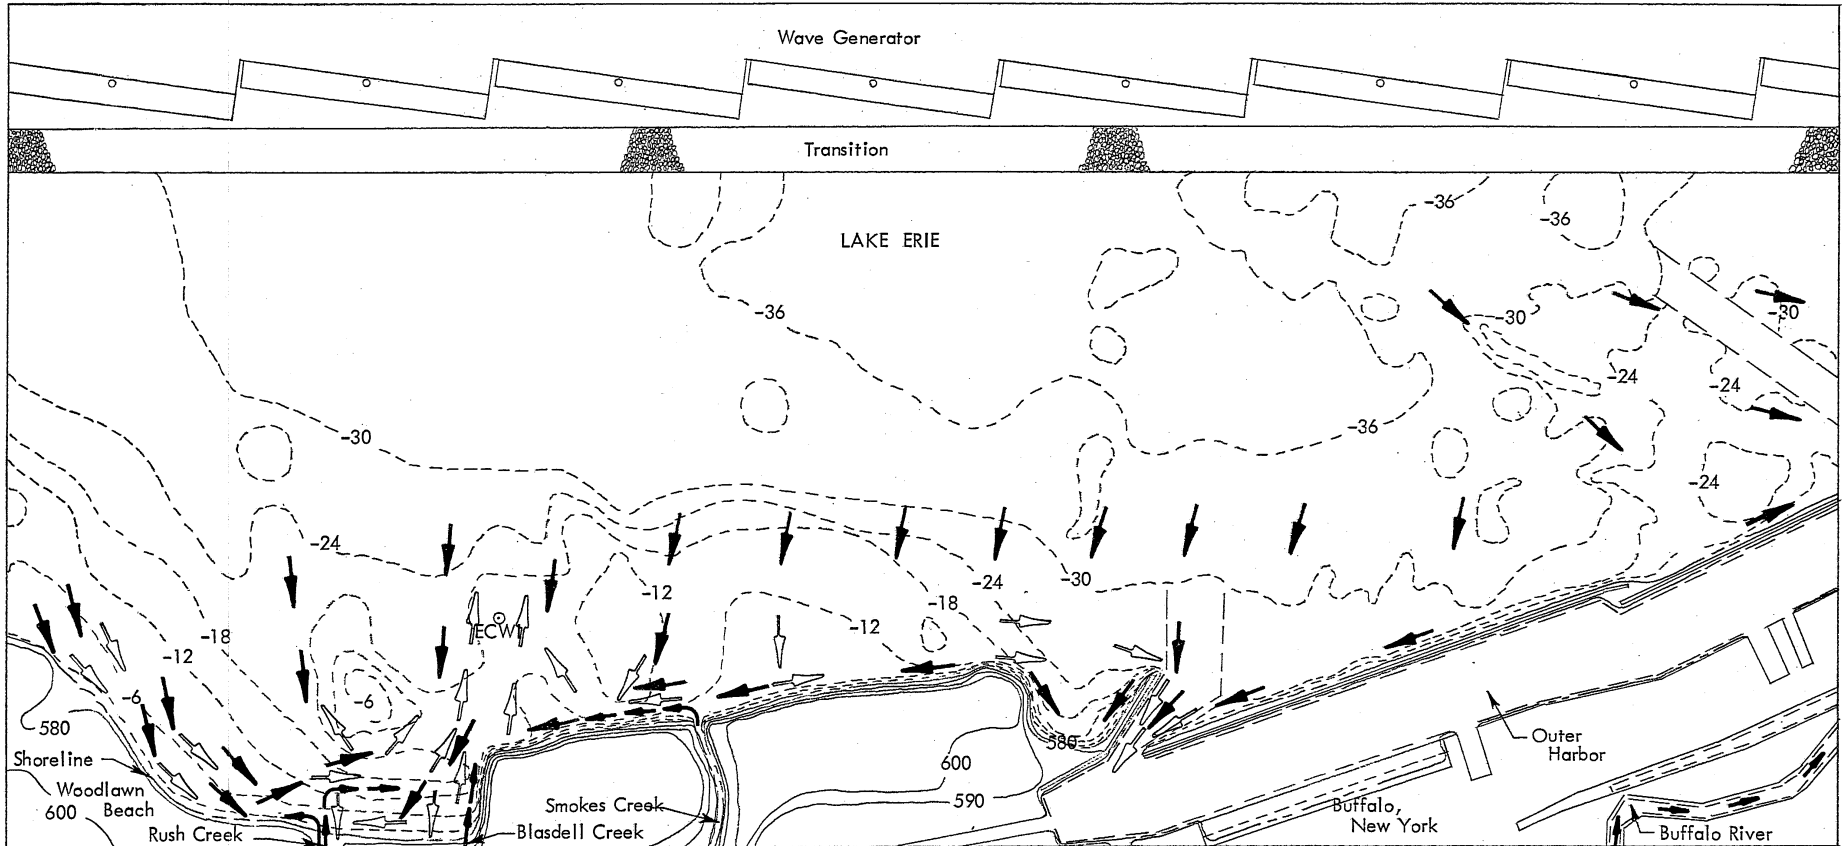 Wave Generator
Transition
LAKE ERIE
-36
-36
-36
-30
-30
-24
-24
-36
-30
-24
-24
-12
-24
-30
-18
-12
-18
-12
-6
-6
ECW1
580
Shoreline
Woodlawn
Beach
600
Rush Creek
Smokes Creek
Blasdell Creek
580
600
590
Outer
Harbor
Buffalo,
New York
Buffalo River